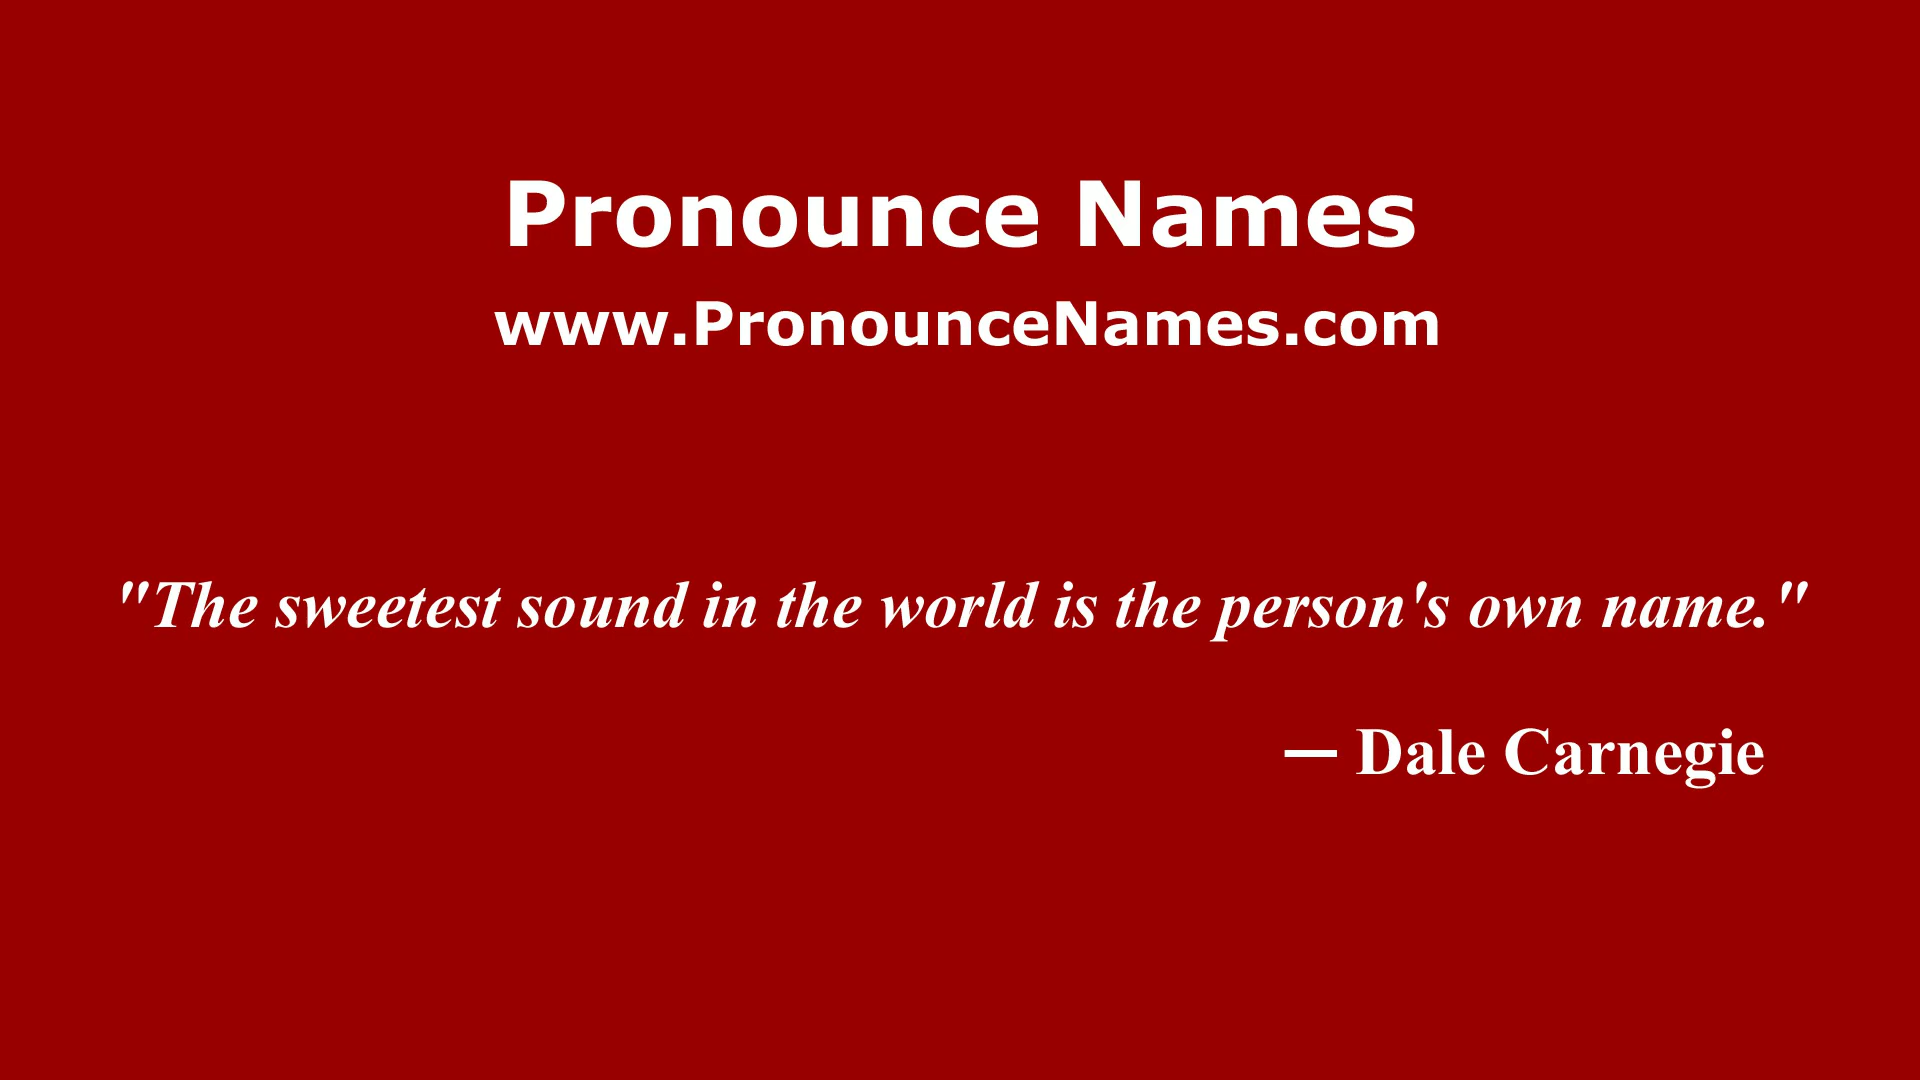 Pronounce Names
www.PronounceNames.com
"The sweetest sound in the world is the person's own name."
— Dale Carnegie